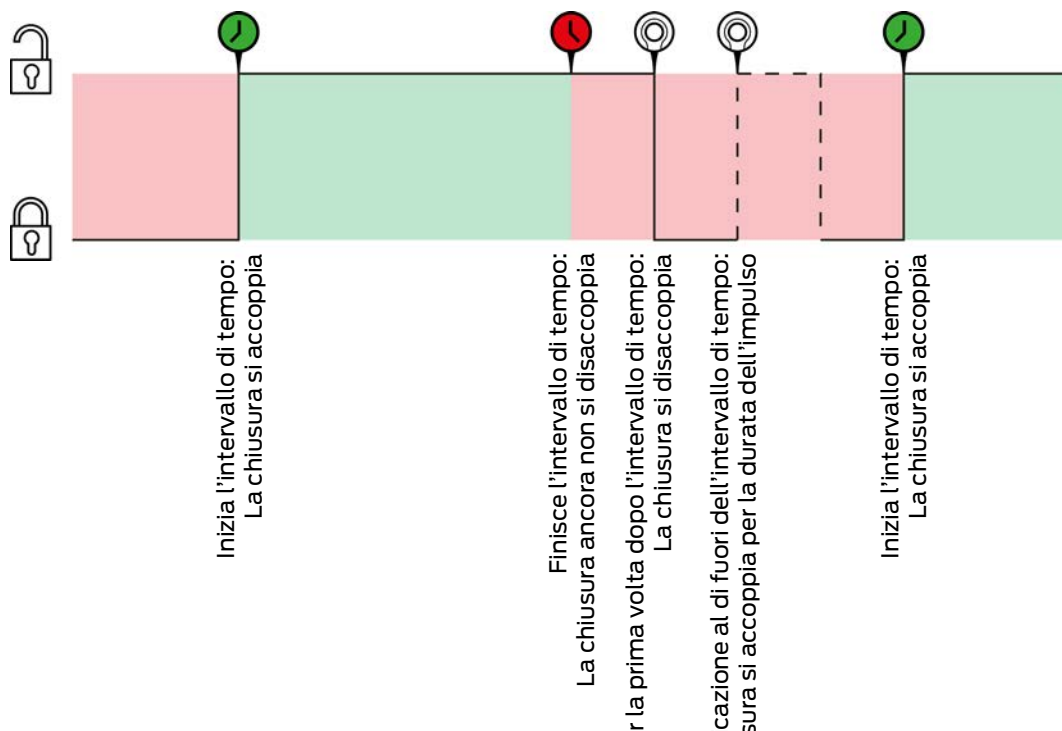 Inizia l'intervallo di tempo:
La chiusura si accoppia
Finisce l'intervallo di tempo:
La chiusura ancora non si disaccoppia
la prima volta dopo l'intervallo di tempo:
La chiusura si disaccoppia
al di fuori dell'intervallo di tempo:
si accoppia per la durata dell'impulso
Inizia l'intervallo di tempo:
La chiusura si accoppia